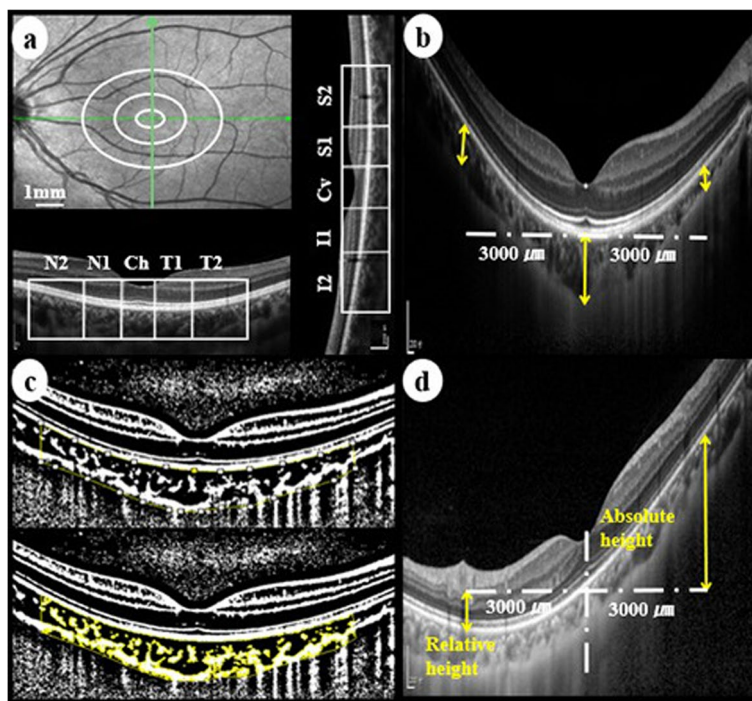 a
1mm
N2 N1 Ch T1 T2
S2
S1
Cv
I1
I2
b
3000 μm 3000 μm
c
d
Absolute
height
3000 μm 3000 μm
Relative
height